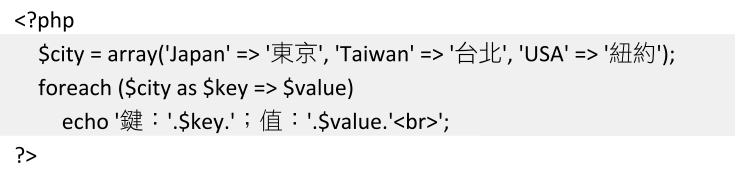 <?php
$city = array('Japan' => '東京', 'Taiwan' => '台北', 'USA' => '紐約');
foreach ($city as $key => $value)
echo '鍵：'.$key.'；值：'.$value.'<br>';
?>